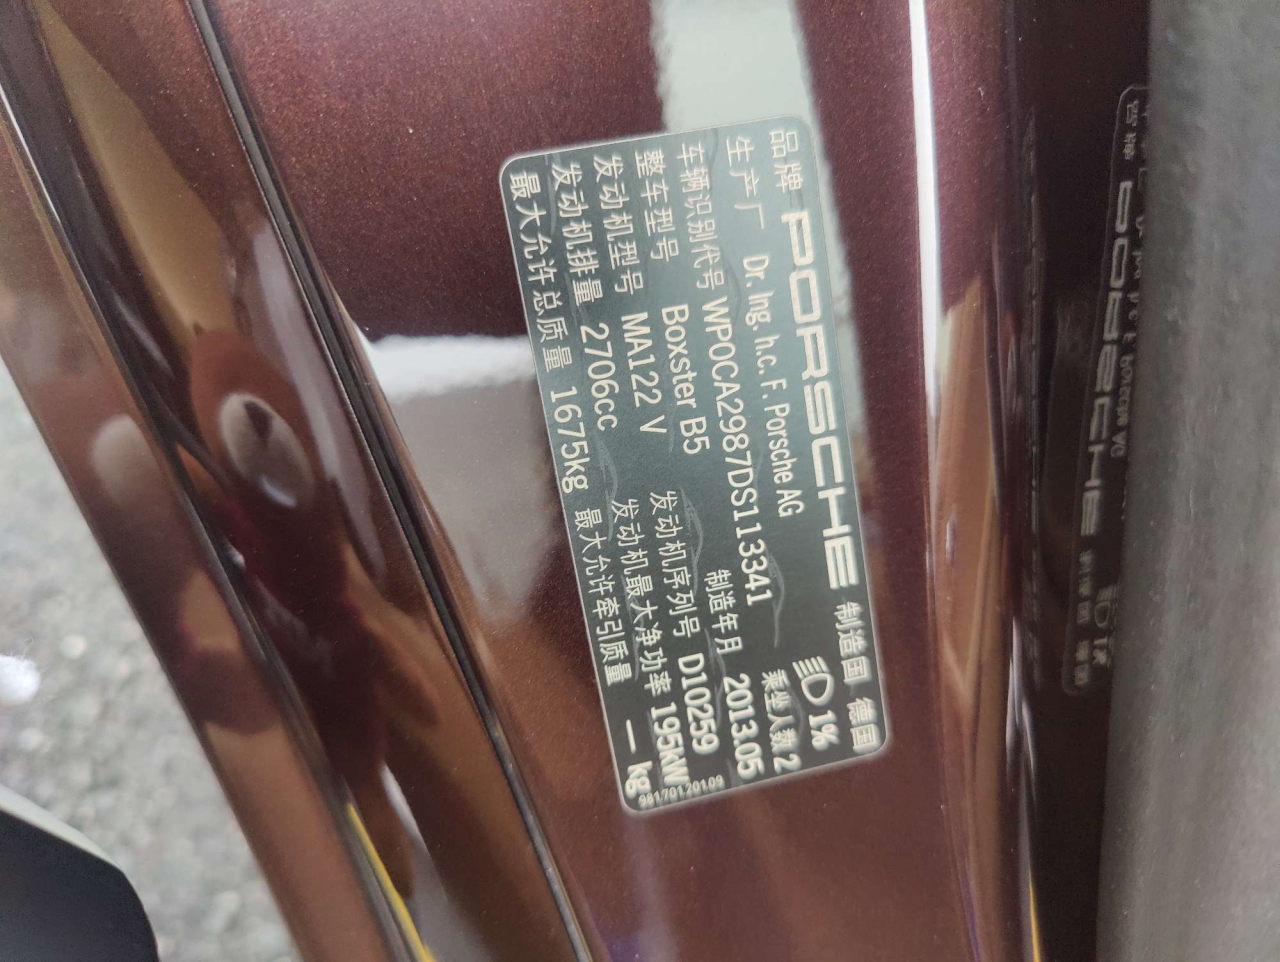 品牌 PORSCHE 制造国 德国
生产厂 Dr. Ing. h.c. F. Porsche AG 1%
乘坐人数 2
车辆识别代号 WP0CA2987DS113341 制造年月 2013.05
整车型号 Boxster B5 发动机序列号 D10259
发动机型号 MA122 V 发动机最大净功率 195kW
发动机排量 2706cc
最大允许总质量 1675kg 最大允许牵引质量 — kg
98170120109